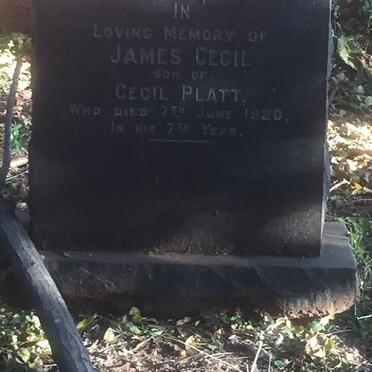 IN
LOVING MEMORY OF
JAMES CECIL
SON OF
CECIL PLATT,
WHO DIED 7TH JUNE 1920,
IN HIS 7TH YEAR.